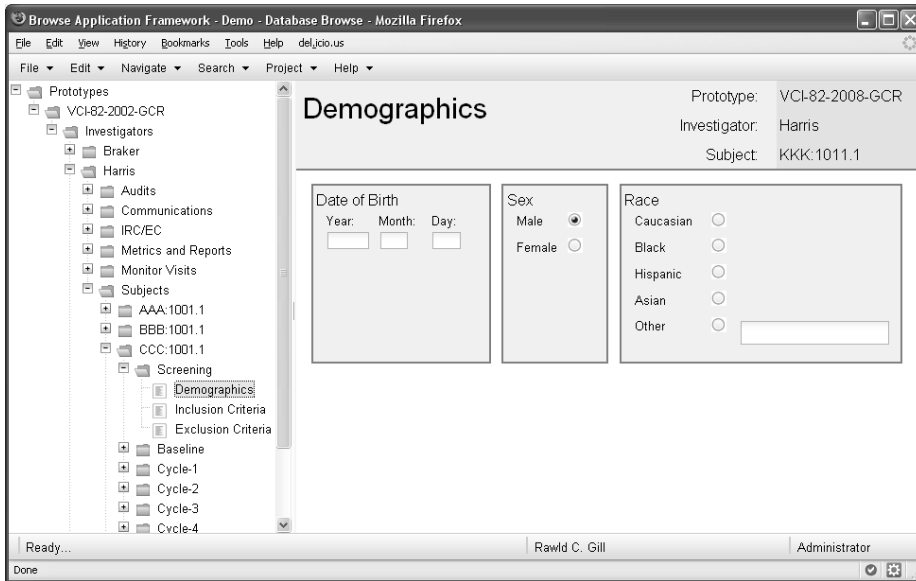 Browse Application Framework - Demo - Database Browse - Mozilla Firefox
File Edit View History Bookmarks Tools Help del.icio.us
File Edit Navigate Search Project Help
Prototypes
VCI-82-2002-GCR
Investigators
Braker
Harris
Audits
Communications
IRC/EC
Metrics and Reports
Monitor Visits
Subjects
AAA:1001.1
BBB:1001.1
CCC:1001.1
Screening
Demographics
Inclusion Criteria
Exclusion Criteria
Baseline
Cycle-1
Cycle-2
Cycle-3
Cycle-4
Demographics
Prototype: VCI-82-2008-GCR
Investigator: Harris
Subject: KKK:1011.1
Date of Birth
Year: Month: Day:
Sex
Male
Female
Race
Caucasian
Black
Hispanic
Asian
Other
Ready... Rawld C. Gill Administrator
Done